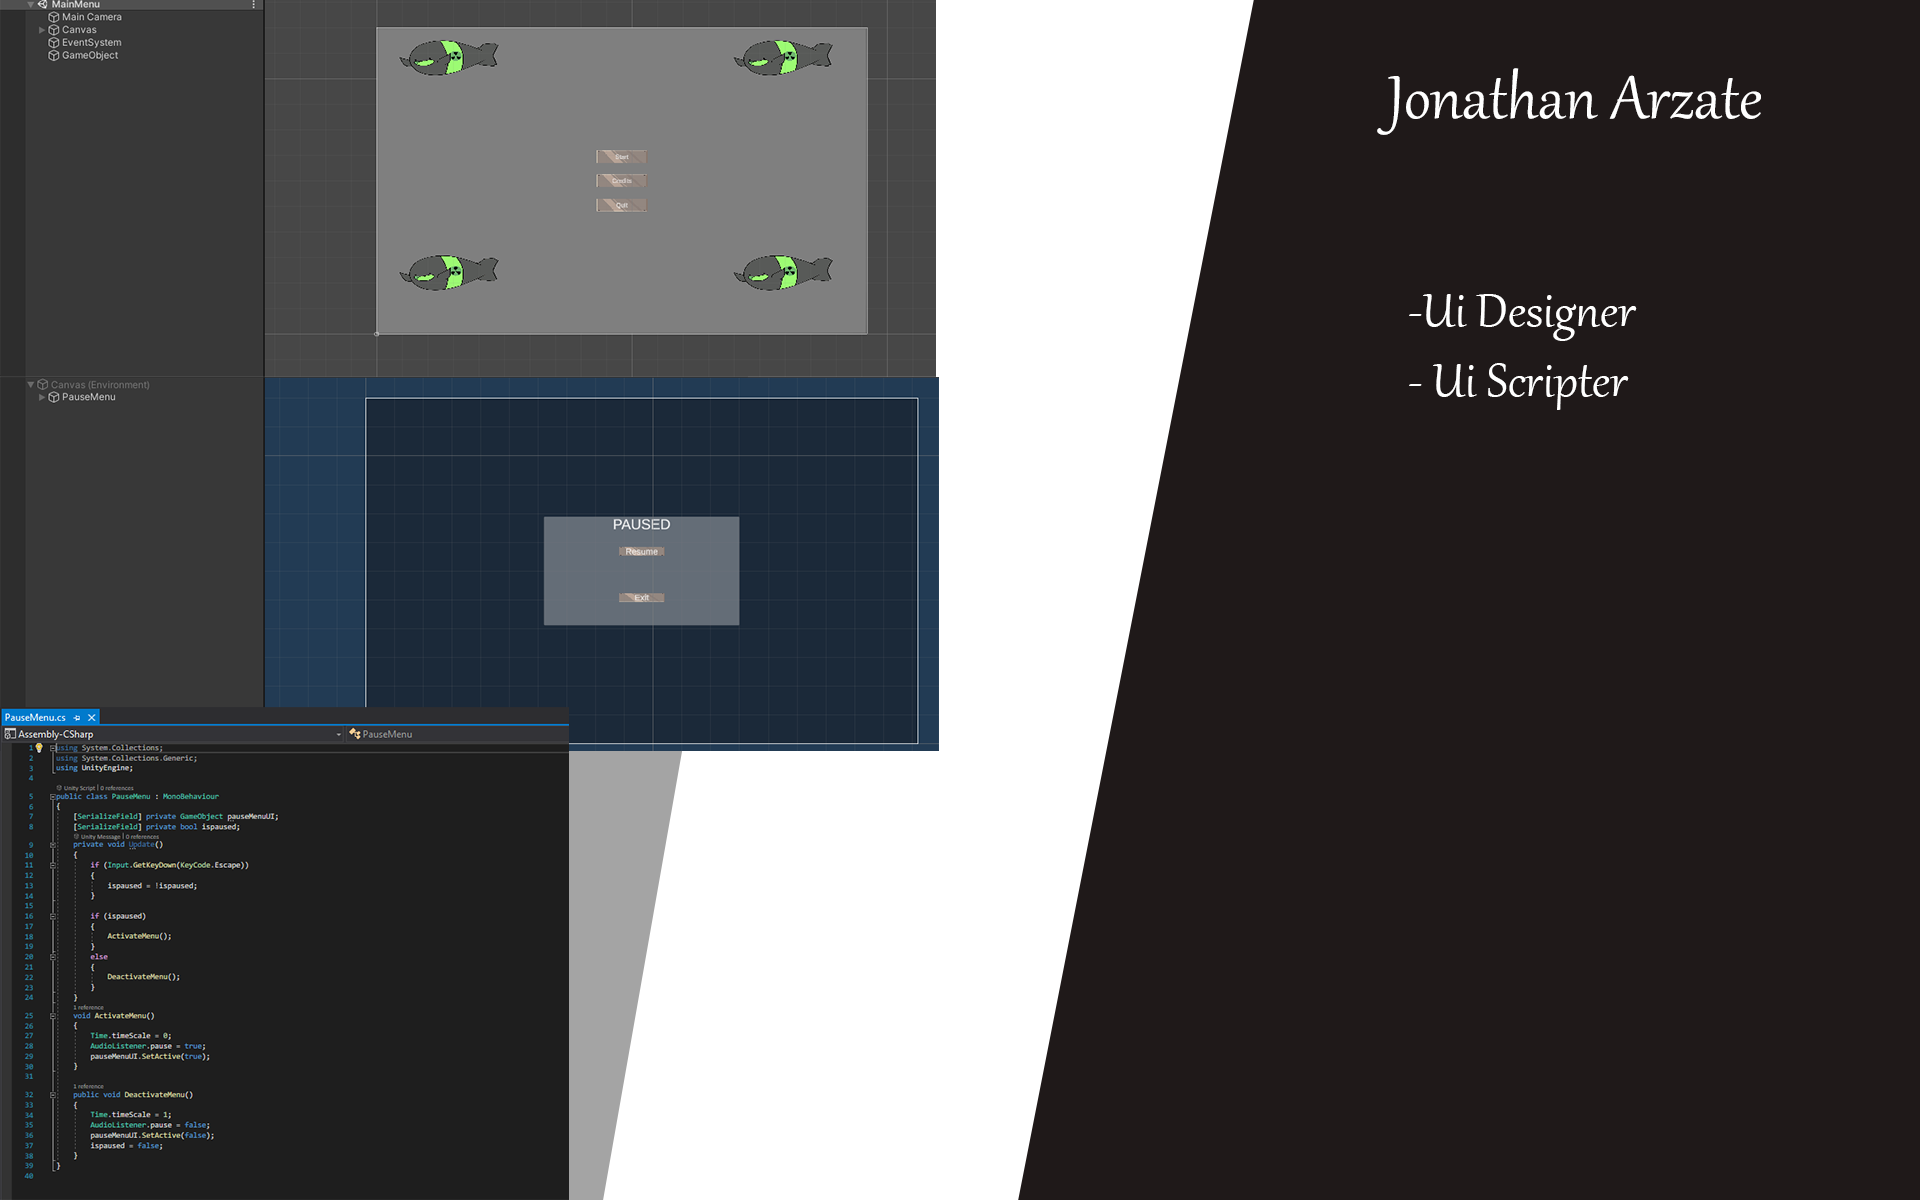 MainMenu
Main Camera
Canvas
EventSystem
GameObject
Start
Credits
Quit
Canvas (Environment)
PauseMenu
PAUSED
Resume
Exit
PauseMenu.cs
Assembly-CSharp
PauseMenu
1 using System.Collections;
2 using System.Collections.Generic;
3 using UnityEngine;
4
Unity Script | 0 references
5 public class PauseMenu : MonoBehaviour
6 {
7 [SerializeField] private GameObject pauseMenuUI;
8 [SerializeField] private bool ispaused;
Unity Message | 0 references
9 private void Update()
10 {
11 if (Input.GetKeyDown(KeyCode.Escape))
12 {
13 ispaused = !ispaused;
14 }
15
16 if (ispaused)
17 {
18 ActivateMenu();
19 }
20 else
21 {
22 DeactivateMenu();
23 }
24 }
1 reference
25 void ActivateMenu()
26 {
27 Time.timeScale = 0;
28 AudioListener.pause = true;
29 pauseMenuUI.SetActive(true);
30 }
31
1 reference
32 public void DeactivateMenu()
33 {
34 Time.timeScale = 1;
35 AudioListener.pause = false;
36 pauseMenuUI.SetActive(false);
37 ispaused = false;
38 }
39 }
40
Jonathan Arzate
-Ui Designer
- Ui Scripter